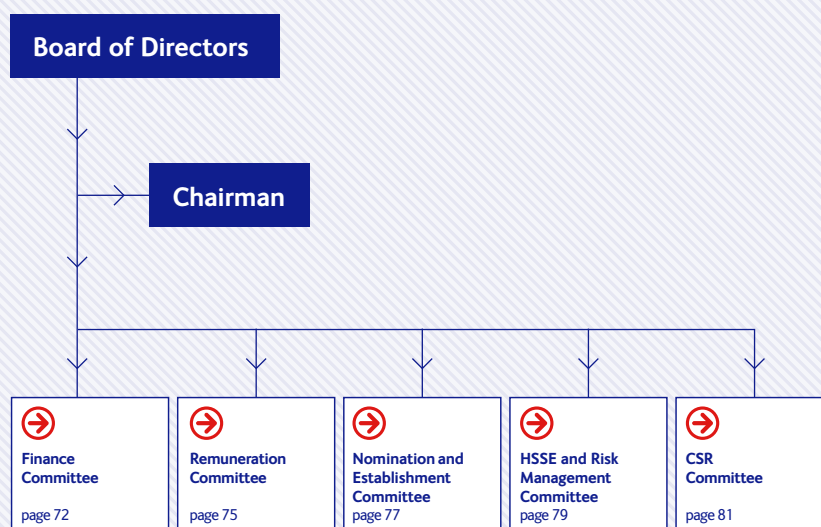 Board of Directors
Chairman
Finance
Committee
page 72
Remuneration
Committee
page 75
Nomination and
Establishment
Committee
page 77
HSSE and Risk
Management
Committee
page 79
CSR
Committee
page 81